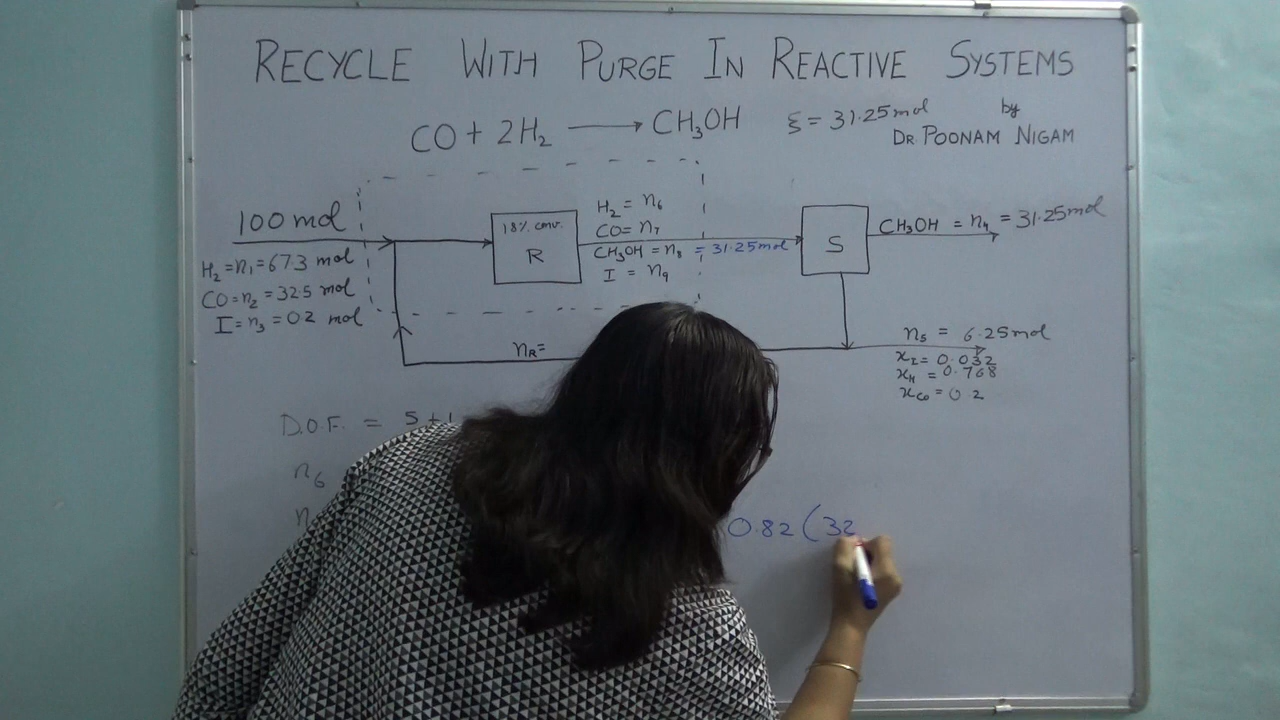 RECYCLE WITH PURGE IN REACTIVE SYSTEMS
CO + 2H₂ → CH₃OH ξ = 31.25 mol
by
DR. POONAM NIGAM
100 mol
H₂ = n₁ = 67.3 mol
CO = n₂ = 32.5 mol
I = n₃ = 0.2 mol
18% conv.
R
H₂ = n₆
CO = n₇
CH₃OH = n₈ = 31.25 mol
I = n₉
S
CH₃OH = n₄ = 31.25 mol
n_R =
n₅ = 6.25 mol
x_I = 0.032
x_H = 0.768
x_CO = 0.2
D.O.F. = 5 + 1
n₆
0.82 (32